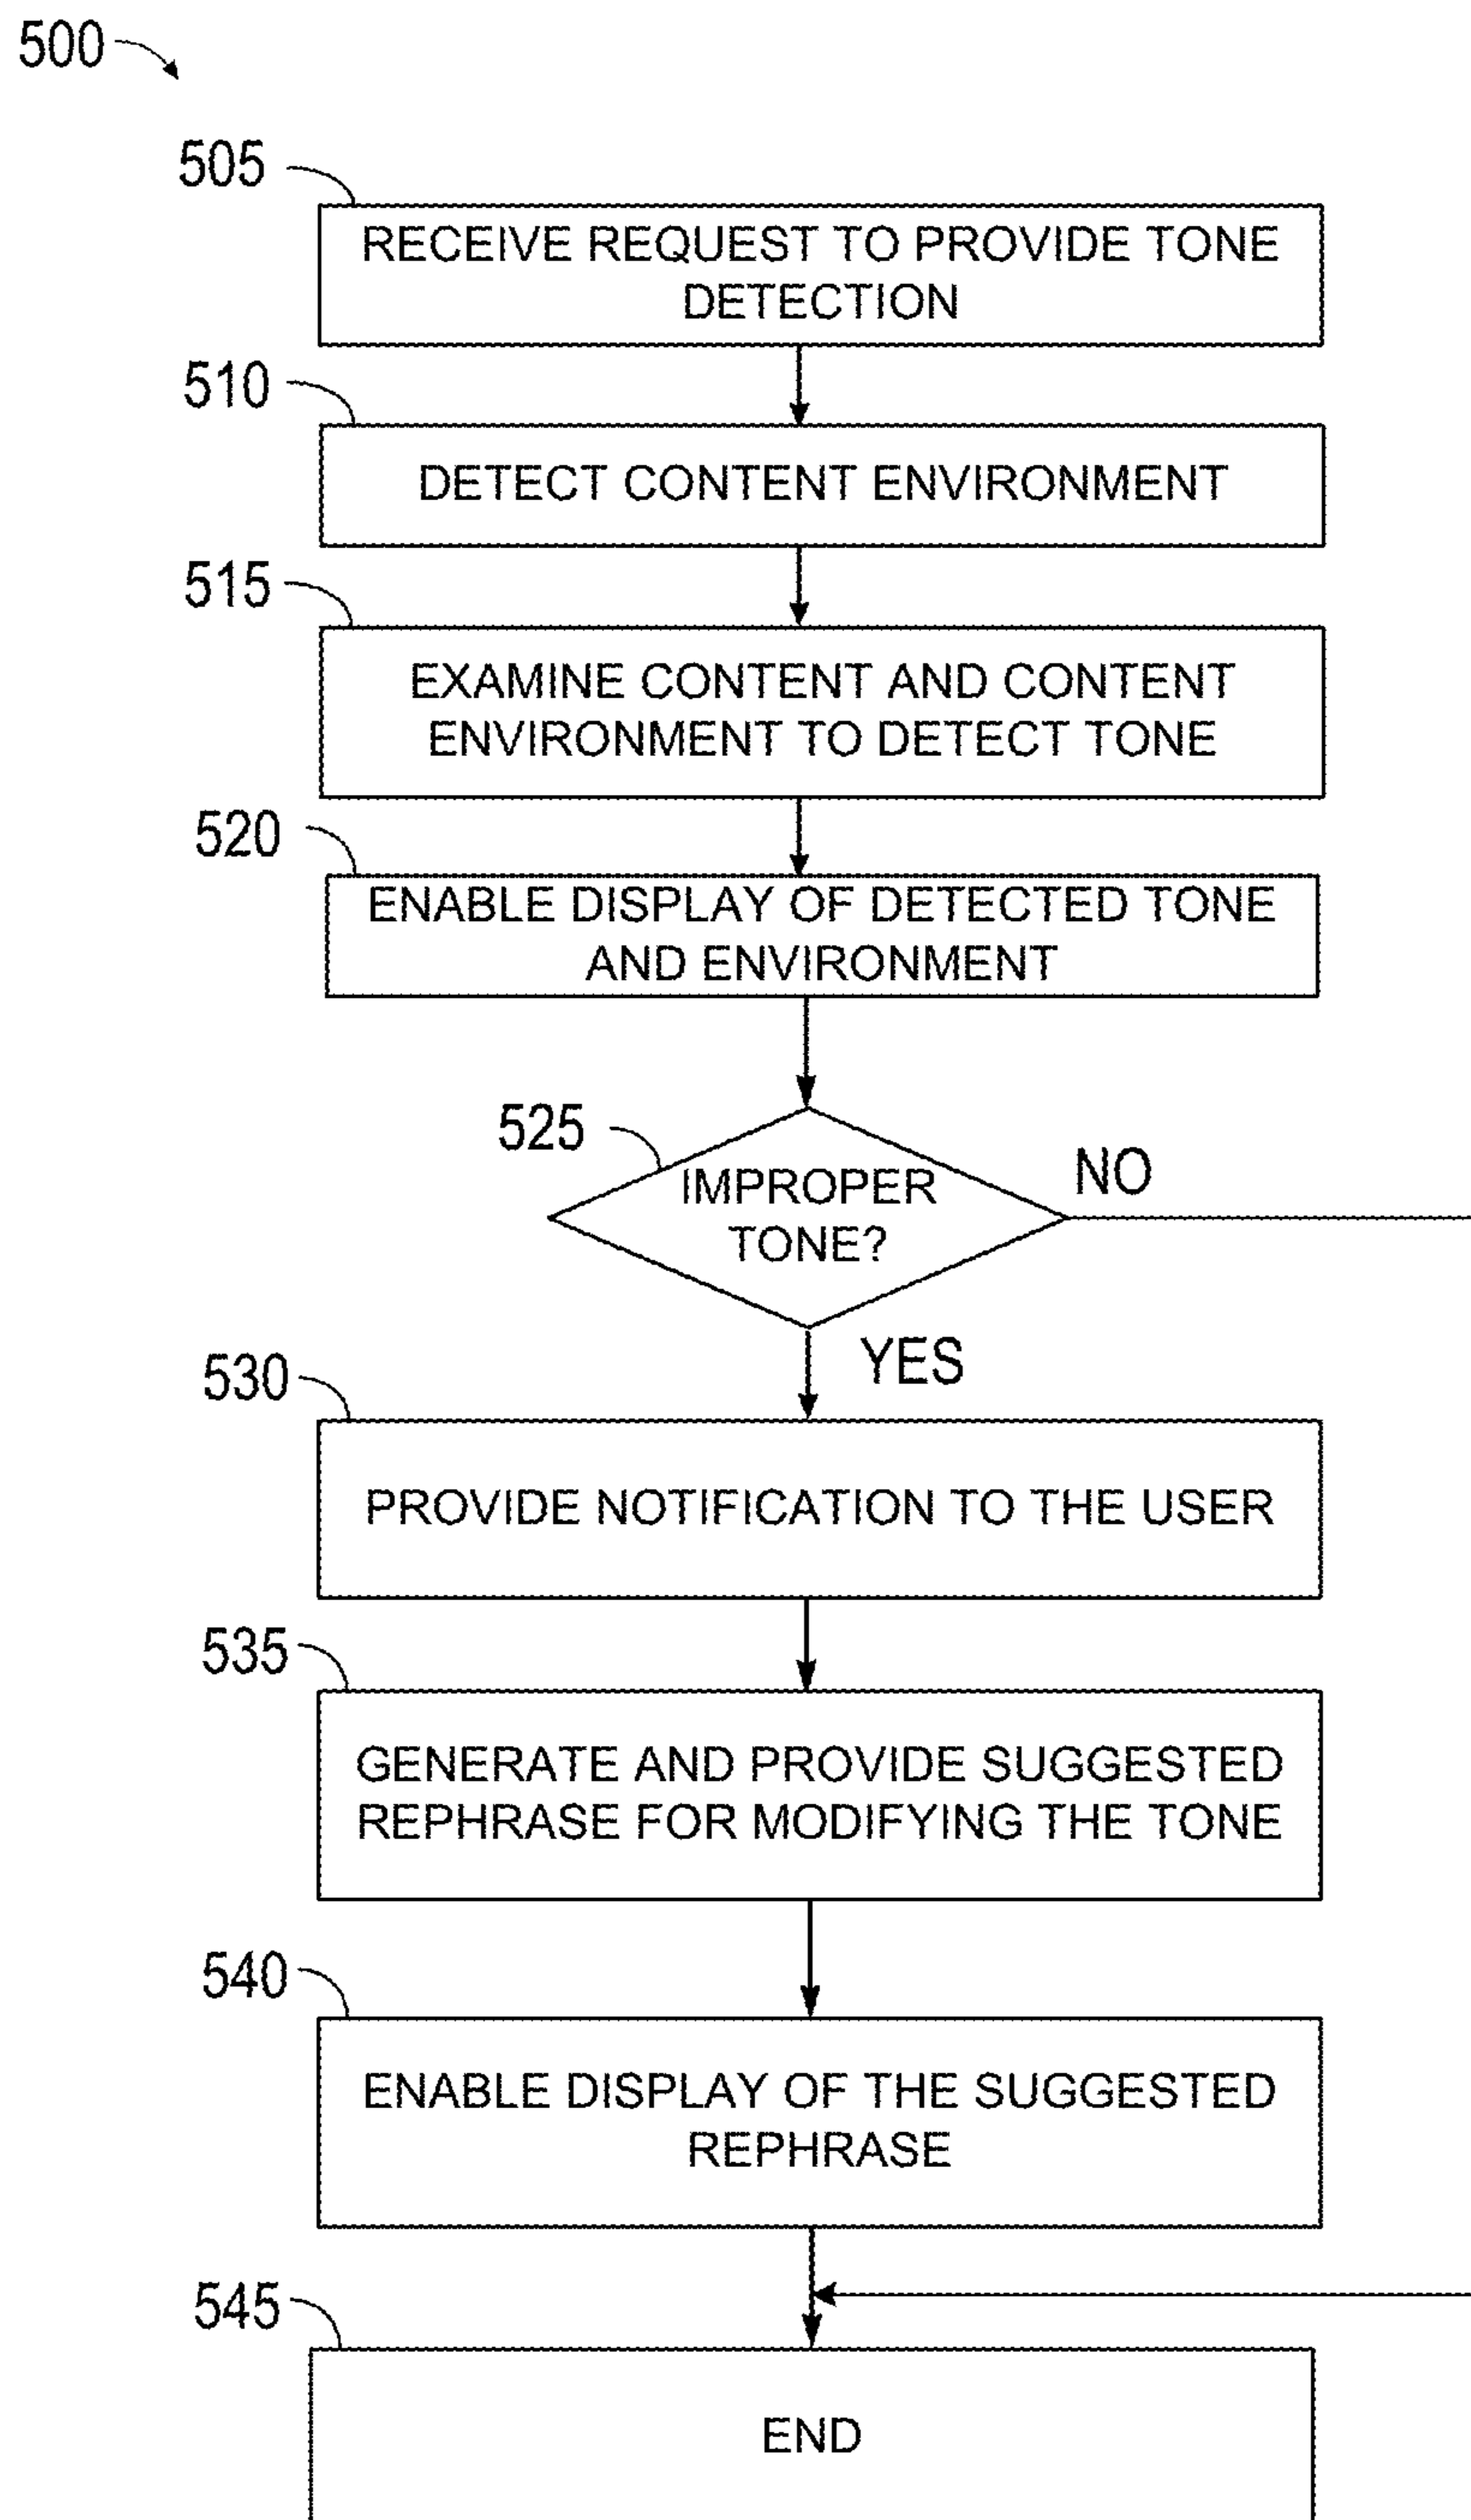 500
505
RECEIVE REQUEST TO PROVIDE TONE
DETECTION
510
DETECT CONTENT ENVIRONMENT
515
EXAMINE CONTENT AND CONTENT
ENVIRONMENT TO DETECT TONE
520
ENABLE DISPLAY OF DETECTED TONE
AND ENVIRONMENT
525
IMPROPER
TONE?
NO
YES
530
PROVIDE NOTIFICATION TO THE USER
535
GENERATE AND PROVIDE SUGGESTED
REPHRASE FOR MODIFYING THE TONE
540
ENABLE DISPLAY OF THE SUGGESTED
REPHRASE
545
END